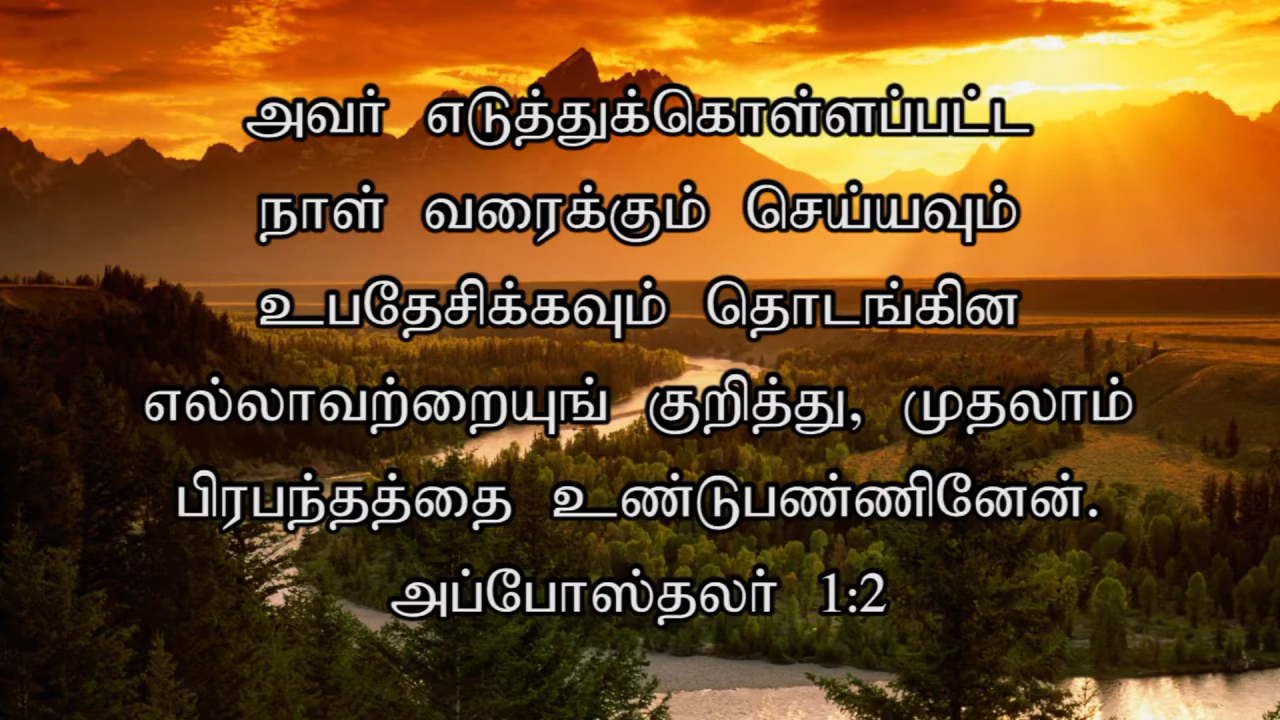 அவர் எடுத்துக்கொள்ளப்பட்ட
நாள் வரைக்கும் செய்யவும்
உபதேசிக்கவும் தொடங்கின
எல்லாவற்றையுங் குறித்து, முதலாம்
பிரபந்தத்தை உண்டுபண்ணினேன்.
அப்போஸ்தலர் 1:2